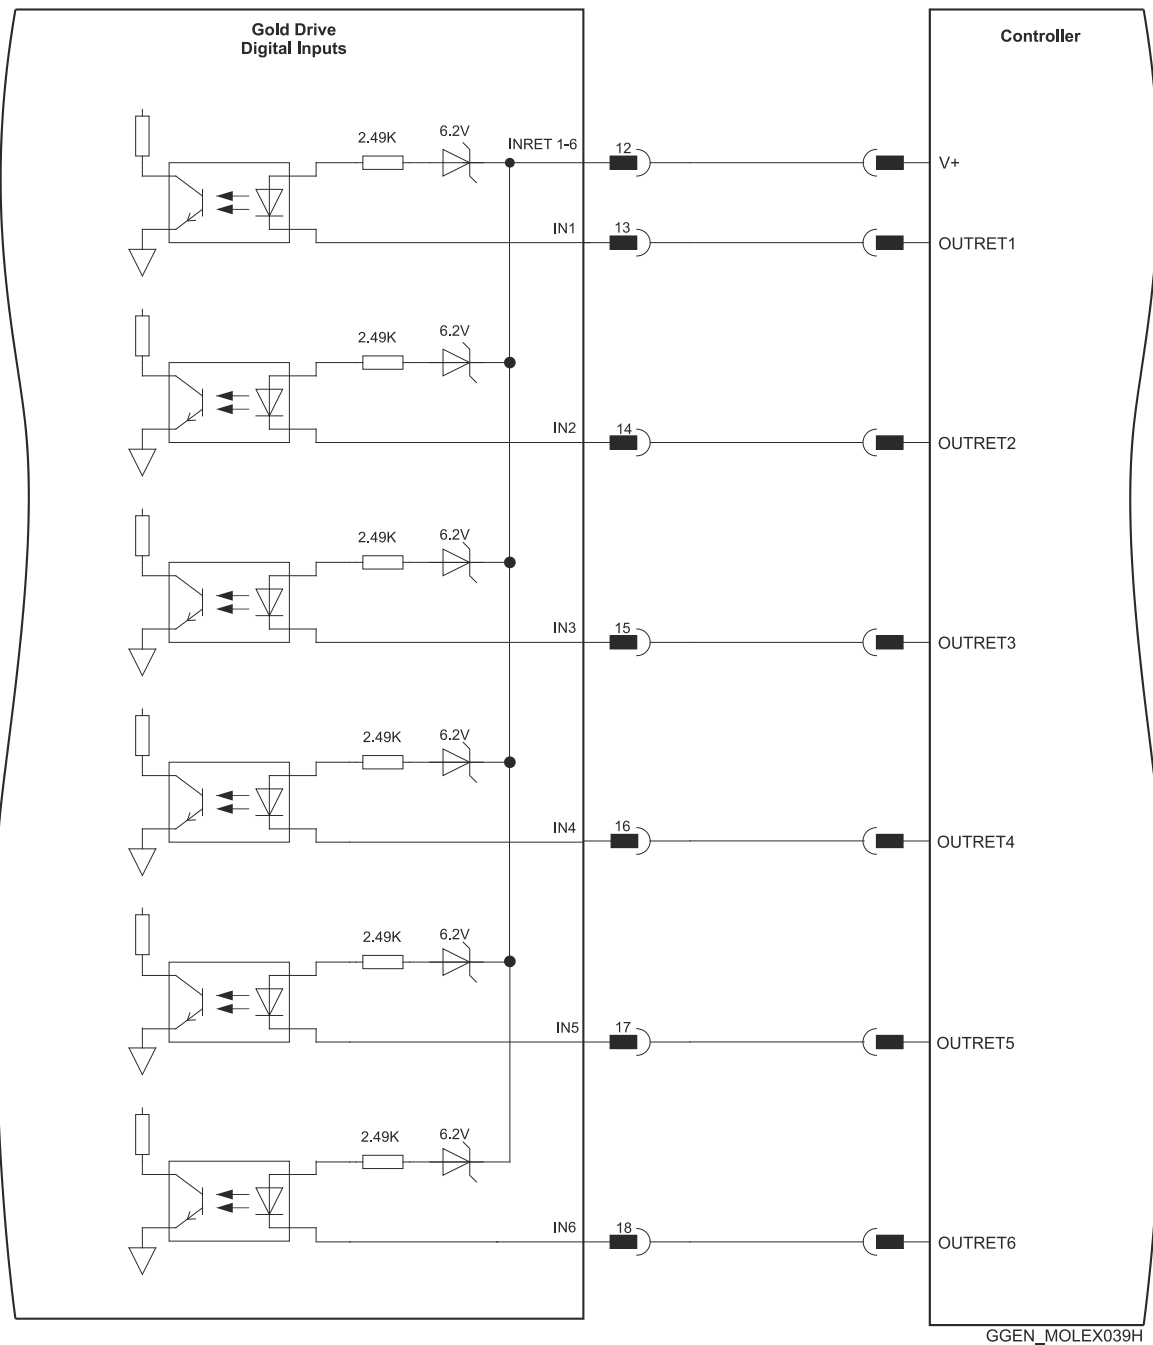 Gold Drive
Digital Inputs
Controller
2.49K
6.2V
INRET 1-6
12
V+
IN1
13
OUTRET1
2.49K
6.2V
IN2
14
OUTRET2
2.49K
6.2V
IN3
15
OUTRET3
2.49K
6.2V
IN4
16
OUTRET4
2.49K
6.2V
IN5
17
OUTRET5
2.49K
6.2V
IN6
18
OUTRET6
GGEN_MOLEX039H